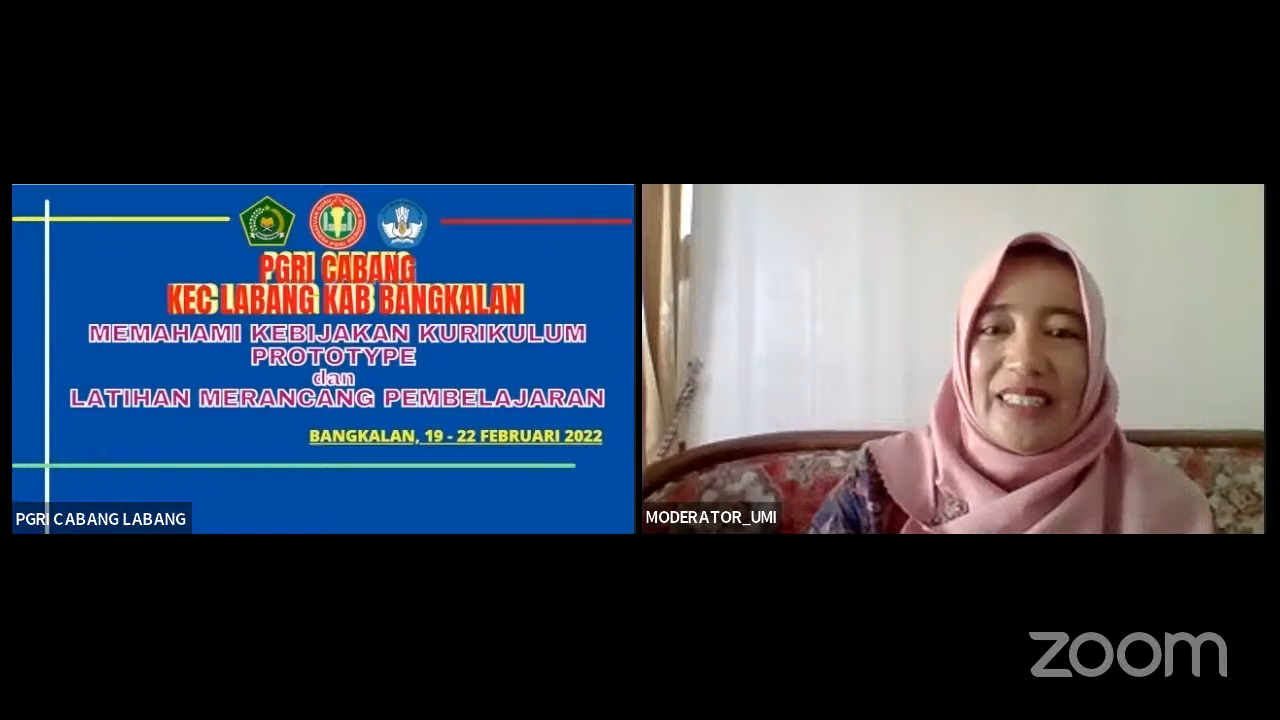 PGRI CABANG
KEC LABANG KAB BANGKALAN
MEMAHAMI KEBIJAKAN KURIKULUM
PROTOTYPE
dan
LATIHAN MERANCANG PEMBELAJARAN
BANGKALAN, 19 - 22 FEBRUARI 2022
PGRI CABANG LABANG
MODERATOR_UMI
zoom